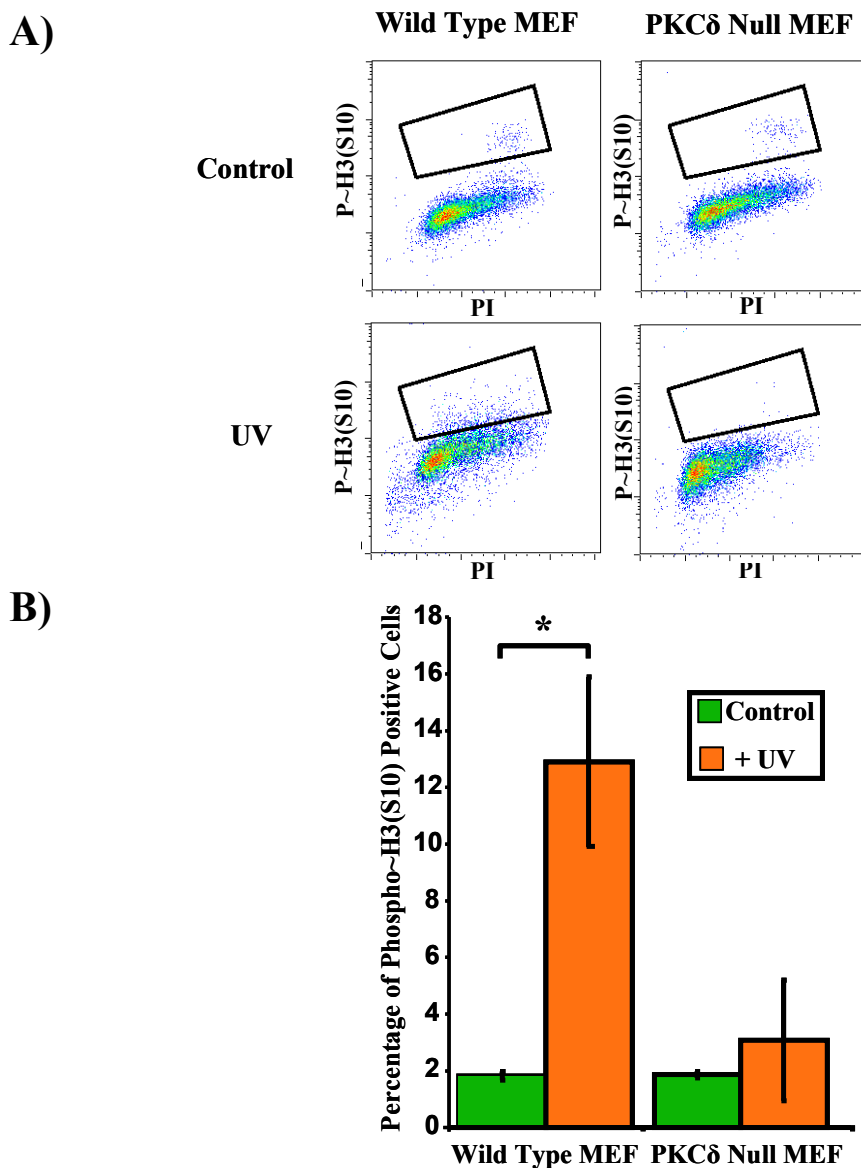 A)
Wild Type MEF
PKCδ Null MEF
Control
P~H3(S10)
PI
P~H3(S10)
PI
UV
P~H3(S10)
PI
P~H3(S10)
PI
B)
Percentage of Phospho~H3(S10) Positive Cells
18
16
14
12
10
8
6
4
2
0
*
Control
+ UV
Wild Type MEF
PKCδ Null MEF